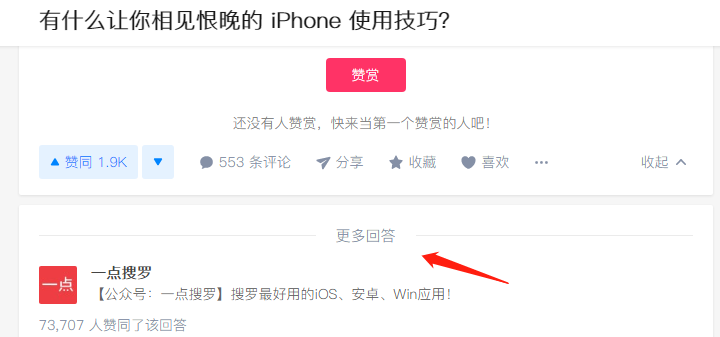 有什么让你相见恨晚的 iPhone 使用技巧？
赞赏
还没有人赞赏，快来当第一个赞赏的人吧！
赞同 1.9K 553 条评论 分享 收藏 喜欢 ··· 收起
更多回答
一点 一点搜罗
【公众号：一点搜罗】搜罗最好用的iOS、安卓、Win应用！
73,707 人赞同了该回答